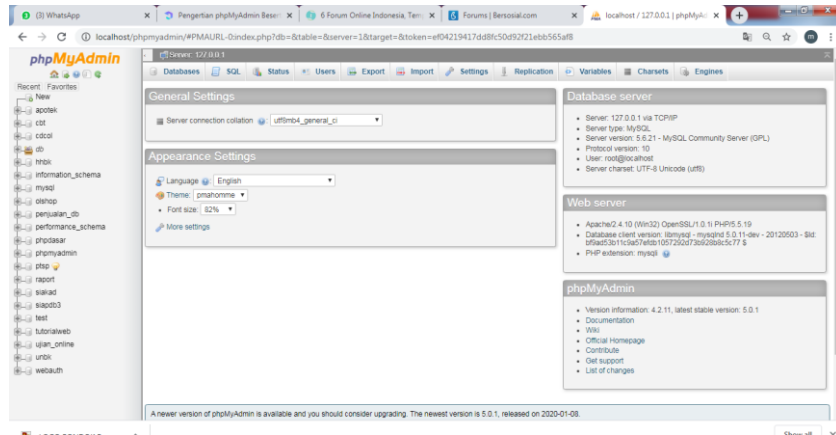 (3) WhatsApp
Pengertian phpMyAdmin Beser
6 Forum Online Indonesia, Tem
Forums | Bersosial.com
localhost / 127.0.0.1 | phpMyAd
localhost/phpmyadmin/#PMAURL-0:index.php?db=&table=&server=1&target=&token=ef04219417dd8fc50d92f21ebb565af8
phpMyAdmin
Recent Favorites
New
apotek
cbt
cdcol
db
hhbk
information_schema
mysql
olshop
penjualan_db
performance_schema
phpdasar
phpmyadmin
ptsp
raport
siakad
siapdb3
test
tutorialweb
ujian_online
unbk
webauth
Server: 127.0.0.1
Databases SQL Status Users Export Import Settings Replication Variables Charsets Engines
General Settings
Server connection collation : utf8mb4_general_ci
Appearance Settings
Language : English
Theme: pmahomme
Font size: 82%
More settings
Database server
Server: 127.0.0.1 via TCP/IP
Server type: MySQL
Server version: 5.6.21 - MySQL Community Server (GPL)
Protocol version: 10
User: root@localhost
Server charset: UTF-8 Unicode (utf8)
Web server
Apache/2.4.10 (Win32) OpenSSL/1.0.1i PHP/5.5.19
Database client version: libmysql - mysqlnd 5.0.11-dev - 20120503 - $Id:
bf9ad53b11c9a57efdb1057292d73b928b8c5c77 $
PHP extension: mysqli
phpMyAdmin
Version information: 4.2.11, latest stable version: 5.0.1
Documentation
Wiki
Official Homepage
Contribute
Get support
List of changes
A newer version of phpMyAdmin is available and you should consider upgrading. The newest version is 5.0.1, released on 2020-01-08.
Show all